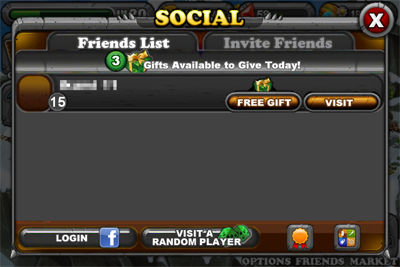 SOCIAL
X
Friends List
Invite Friends
3 Gifts Available to Give Today!
15
FREE GIFT
VISIT
LOGIN f
VISIT A
RANDOM PLAYER
OPTIONS FRIENDS MARKET